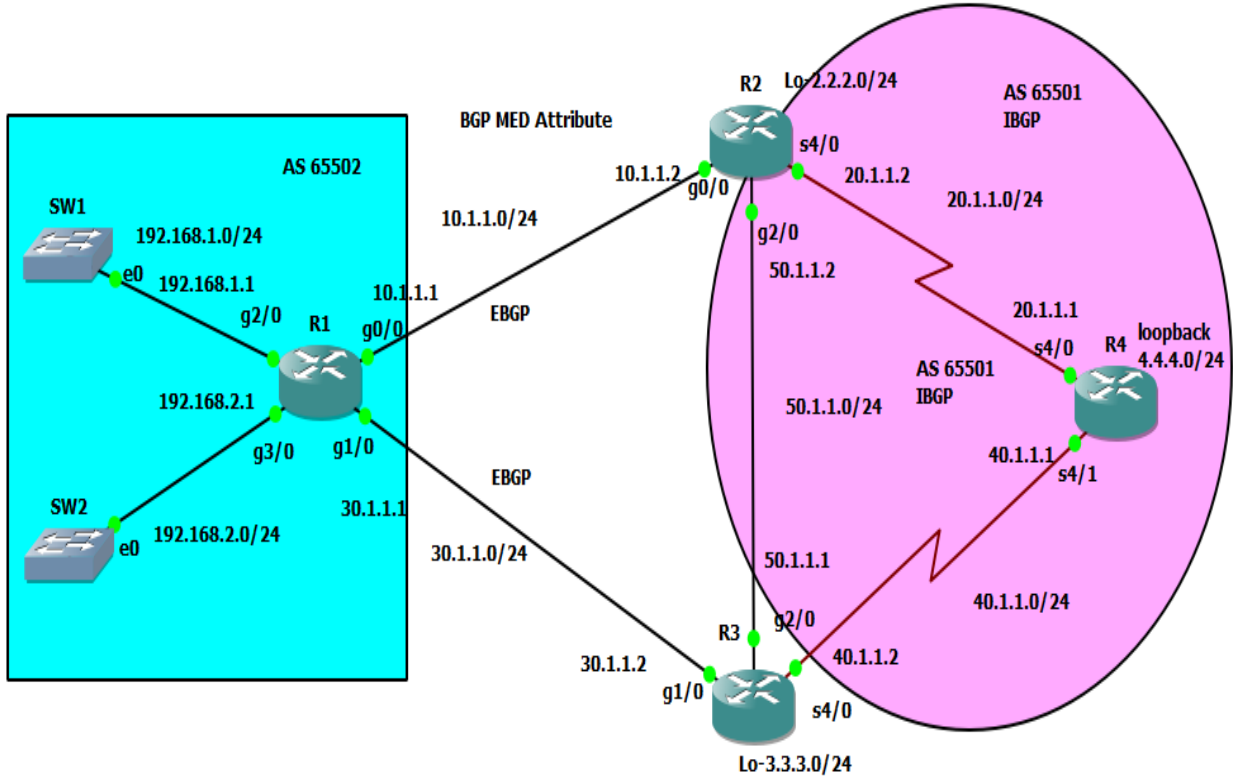 R2
Lo-2.2.2.0/24
AS 65501
IBGP
BGP MED Attribute
s4/0
AS 65502
10.1.1.2
g0/0
20.1.1.2
20.1.1.0/24
SW1
192.168.1.0/24
10.1.1.0/24
g2/0
e0
192.168.1.1
50.1.1.2
10.1.1.1
EBGP
g2/0
R1
g0/0
20.1.1.1
s4/0
R4
loopback
4.4.4.0/24
AS 65501
IBGP
192.168.2.1
50.1.1.0/24
g3/0
g1/0
40.1.1.1
s4/1
EBGP
SW2
30.1.1.1
192.168.2.0/24
e0
30.1.1.0/24
50.1.1.1
40.1.1.0/24
g2/0
R3
40.1.1.2
30.1.1.2
g1/0
s4/0
Lo-3.3.3.0/24